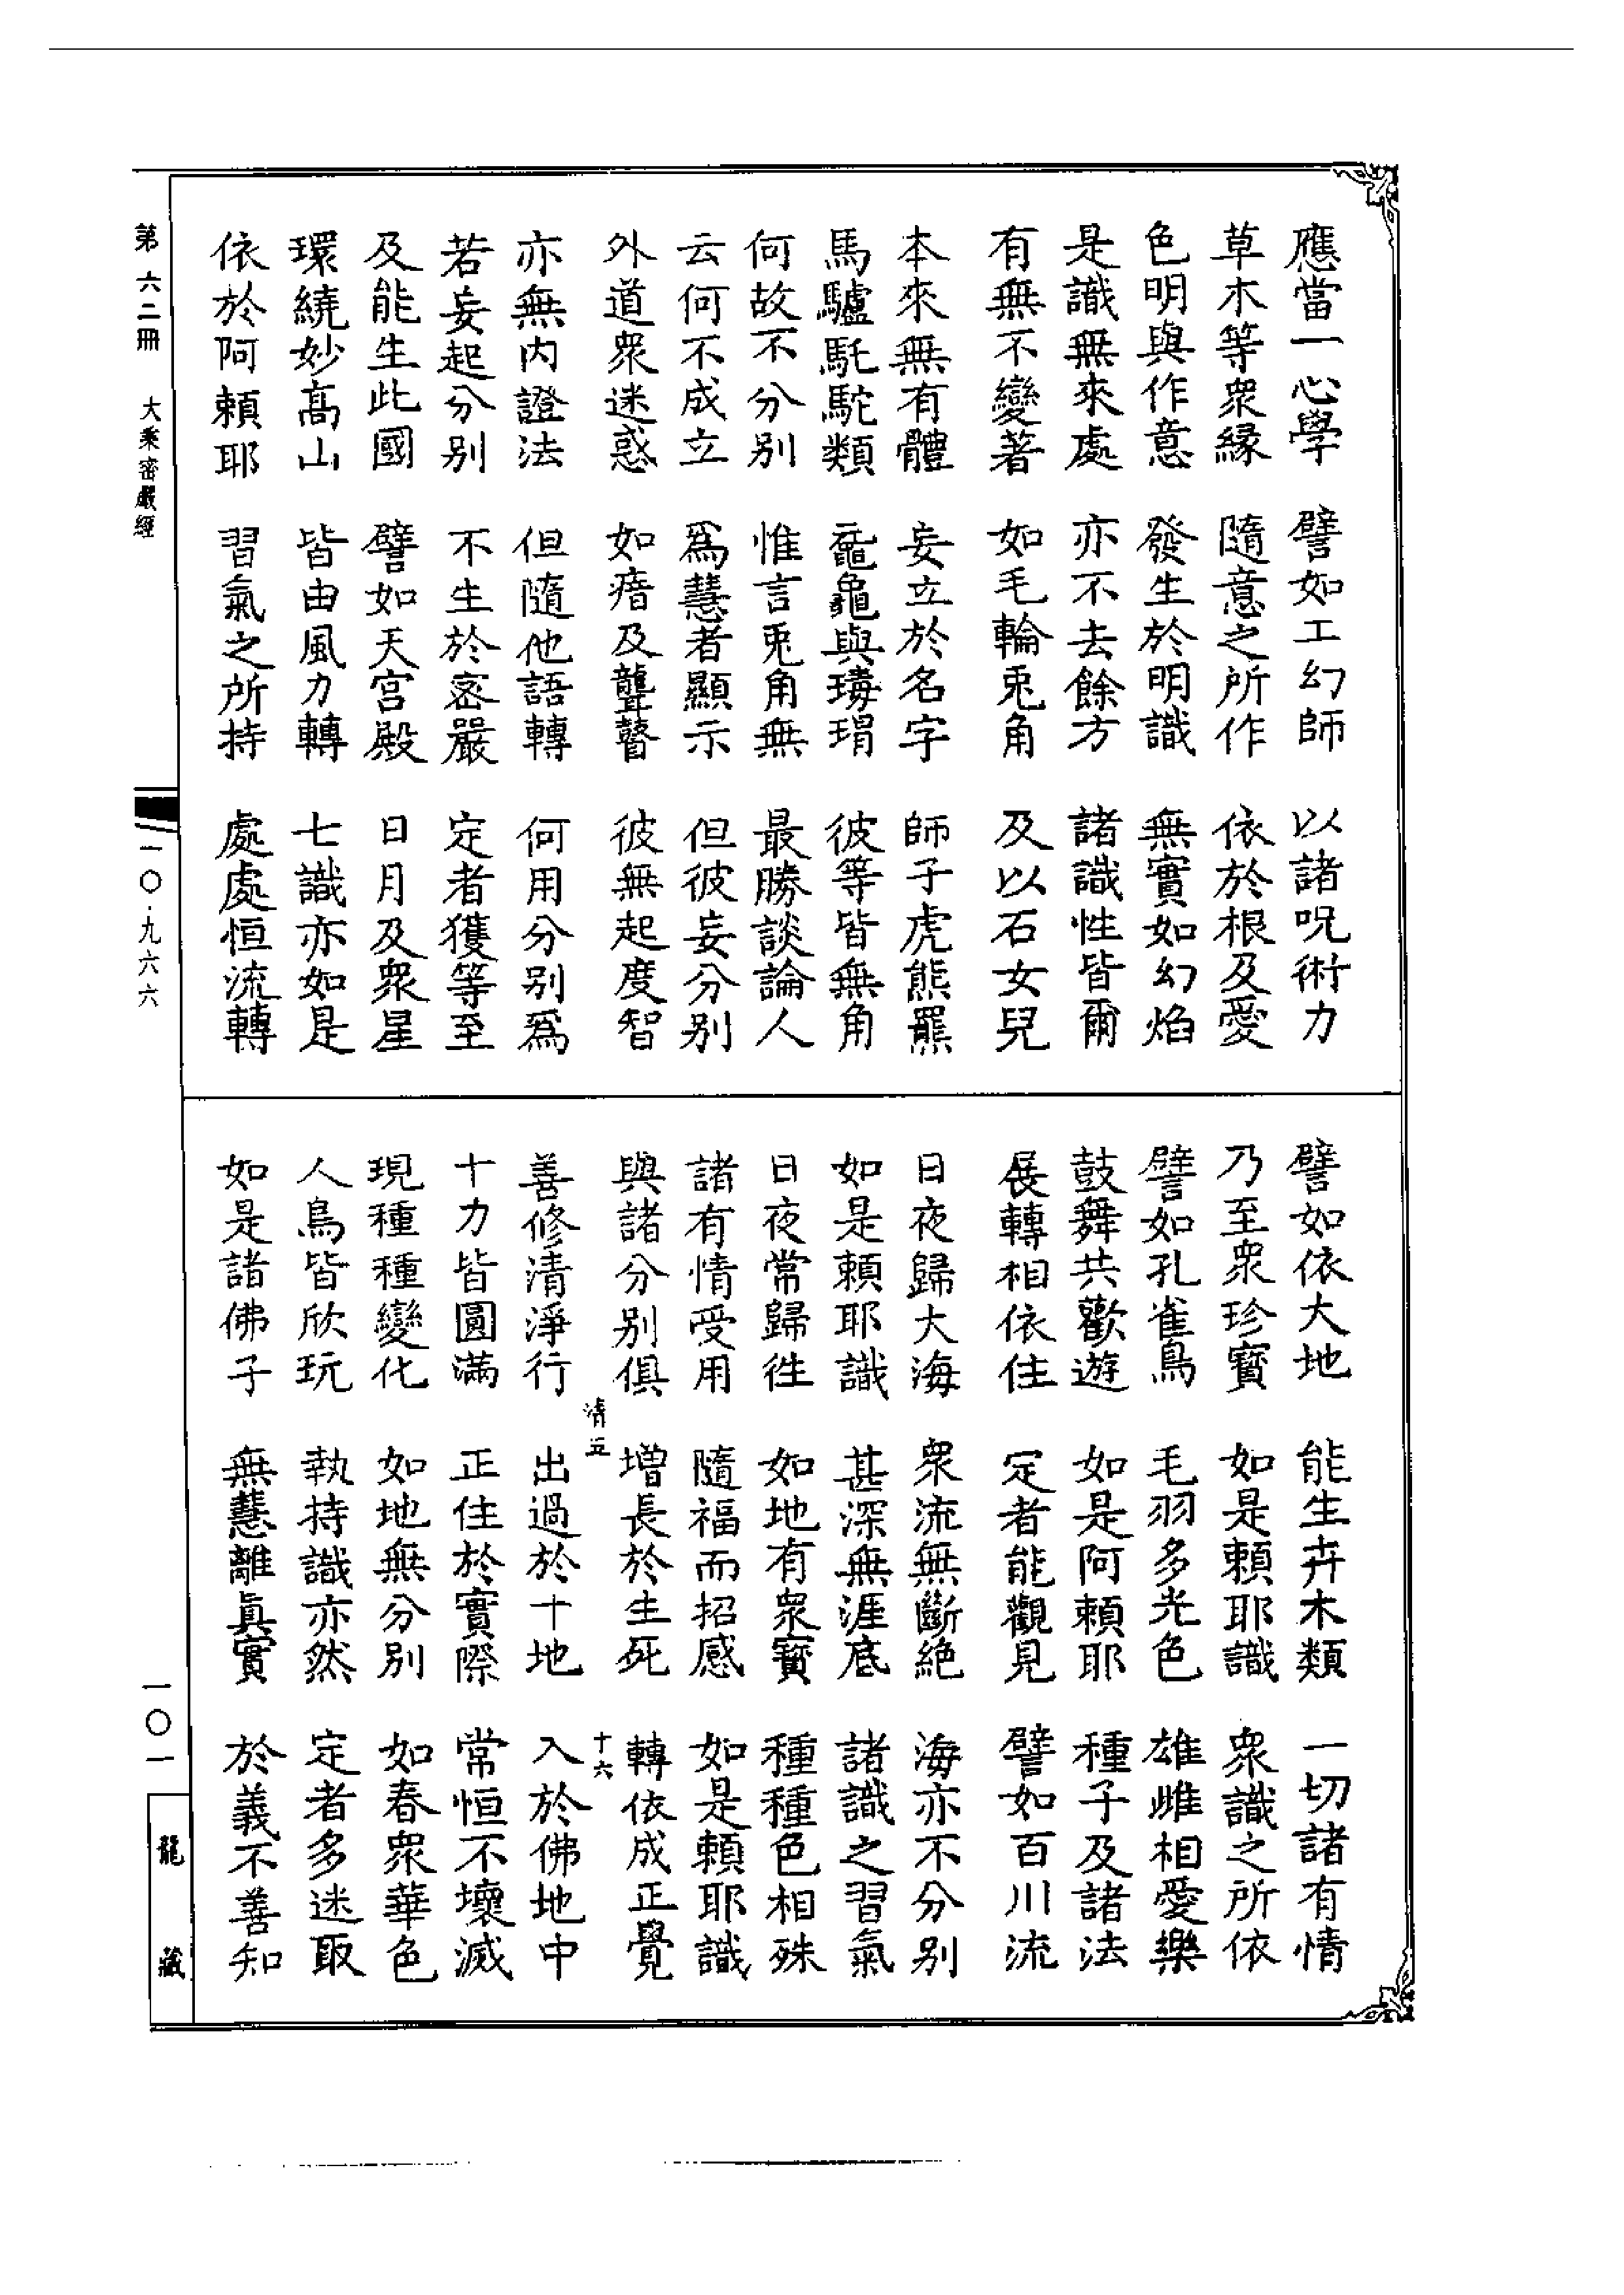 應當一心學　譬如工幻師　以諸呪術力
草木等衆縁　隨意之所作　依於根及愛
色明與作意　發生於明識　無實如幻焰
是識無來處　亦不去餘方　諸識性皆爾
有無不變著　如毛輪兎角　及以石女兒
本來無有體　妄立於名字　師子虎熊羆
馬驢駞駝類　黿龜與瑇瑁　彼等皆無角
何故不分別　惟言兎角無　最勝談論人
云何不成立　爲慧者顯示　但彼妄分別
外道衆迷惑　如瘖及聾瞽　彼無起度智
亦無内證法　但隨他語轉　何用分別爲
若妄起分別　不生於密嚴　定者獲等至
及能生此國　譬如天宮殿　日月及衆星
環繞妙髙山　皆由風力轉　七識亦如是
依於阿頼耶　習氣之所持　處處恒流轉
譬如依大地　能生卉木類　一切諸有情
乃至衆珍寳　如是頼耶識　衆識之所依
譬如孔雀鳥　毛羽多光色　雄雌相愛樂
鼓舞共歡遊　如是阿頼耶　種子及諸法
展轉相依住　定者能觀見　譬如百川流
日夜歸大海　衆流無斷絶　海亦不分別
如是頼耶識　甚深無涯底　諸識之習氣
日夜常歸徃　如地有衆寳　種種色相殊
諸有情受用　隨福而招感　如是頼耶識
與諸分別俱　增長於生死　轉依成正覺
清五　十六
善修清淨行　出過於十地　入於佛地中
十力皆圓滿　正住於實際　常恒不壞滅
現種種變化　如地無分別　如春衆華色
人鳥皆欣玩　執持識亦然　定者多迷取
如是諸佛子　無慧離眞實　於義不善知
第六二冊　大乘密嚴經　一〇·九六六　一〇一　龍藏